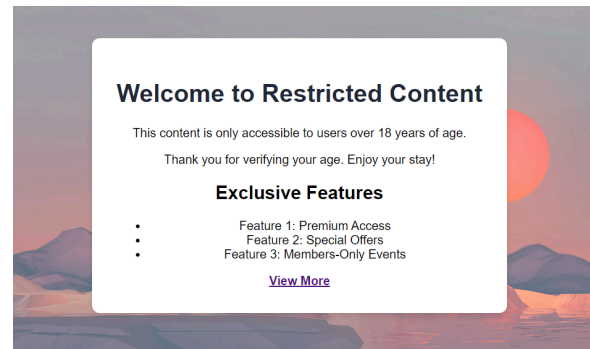 Welcome to Restricted Content
This content is only accessible to users over 18 years of age.
Thank you for verifying your age. Enjoy your stay!
Exclusive Features
Feature 1: Premium Access
Feature 2: Special Offers
Feature 3: Members-Only Events
View More